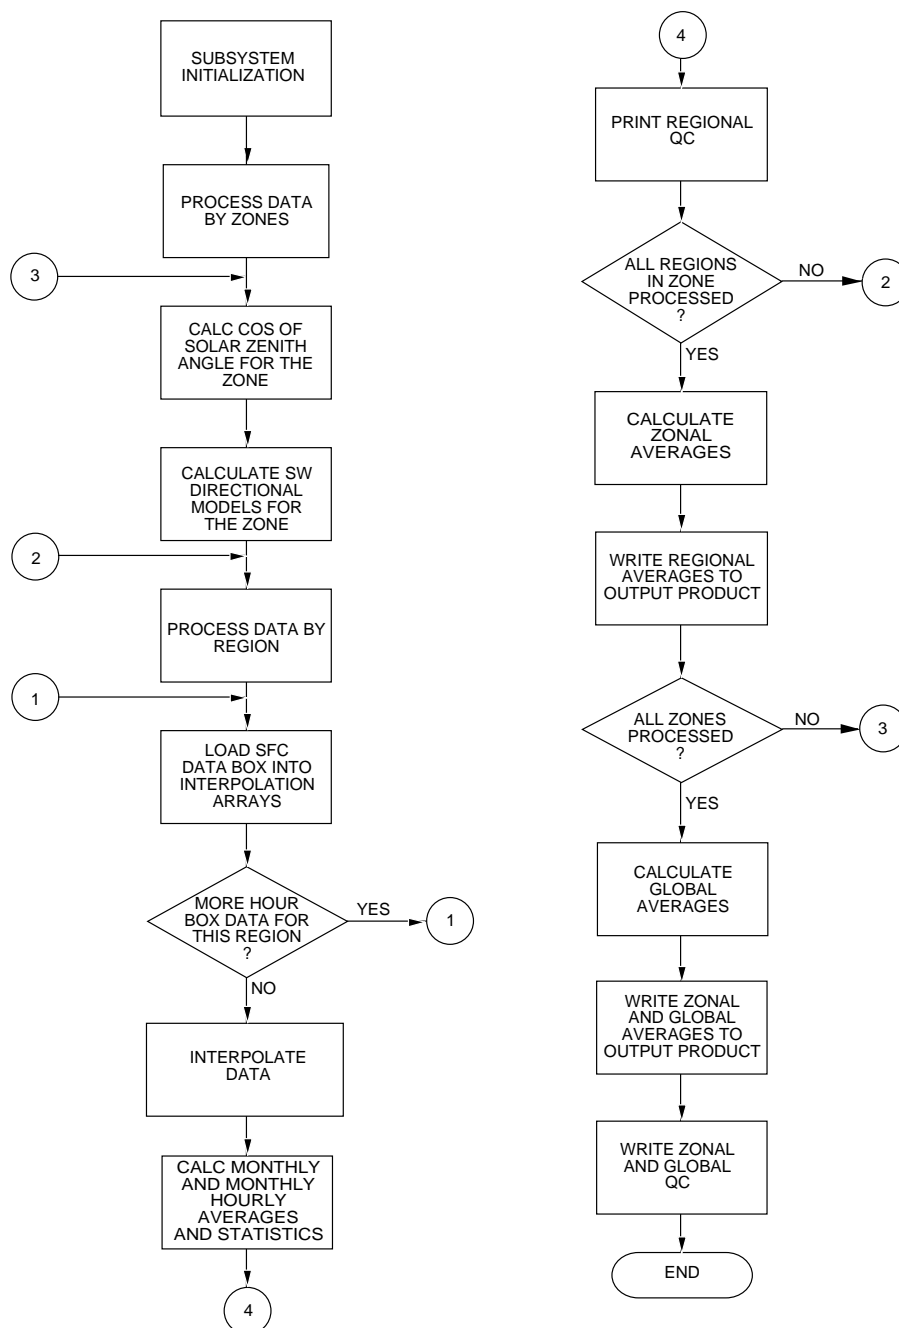 SUBSYSTEM
INITIALIZATION
PROCESS DATA
BY ZONES
3
CALC COS OF
SOLAR ZENITH
ANGLE FOR THE
ZONE
CALCULATE SW
DIRECTIONAL
MODELS FOR
THE ZONE
2
PROCESS DATA BY
REGION
1
LOAD SFC
DATA BOX INTO
INTERPOLATION
ARRAYS
MORE HOUR
BOX DATA FOR
THIS REGION
?
YES
1
NO
INTERPOLATE
DATA
CALC MONTHLY
AND MONTHLY
HOURLY
AVERAGES
AND STATISTICS
4
4
PRINT REGIONAL
QC
ALL REGIONS
IN ZONE
PROCESSED
?
NO
2
YES
CALCULATE
ZONAL
AVERAGES
WRITE REGIONAL
AVERAGES TO
OUTPUT PRODUCT
ALL ZONES
PROCESSED
?
NO
3
YES
CALCULATE
GLOBAL
AVERAGES
WRITE ZONAL
AND GLOBAL
AVERAGES TO
OUTPUT PRODUCT
WRITE ZONAL
AND GLOBAL
QC
END